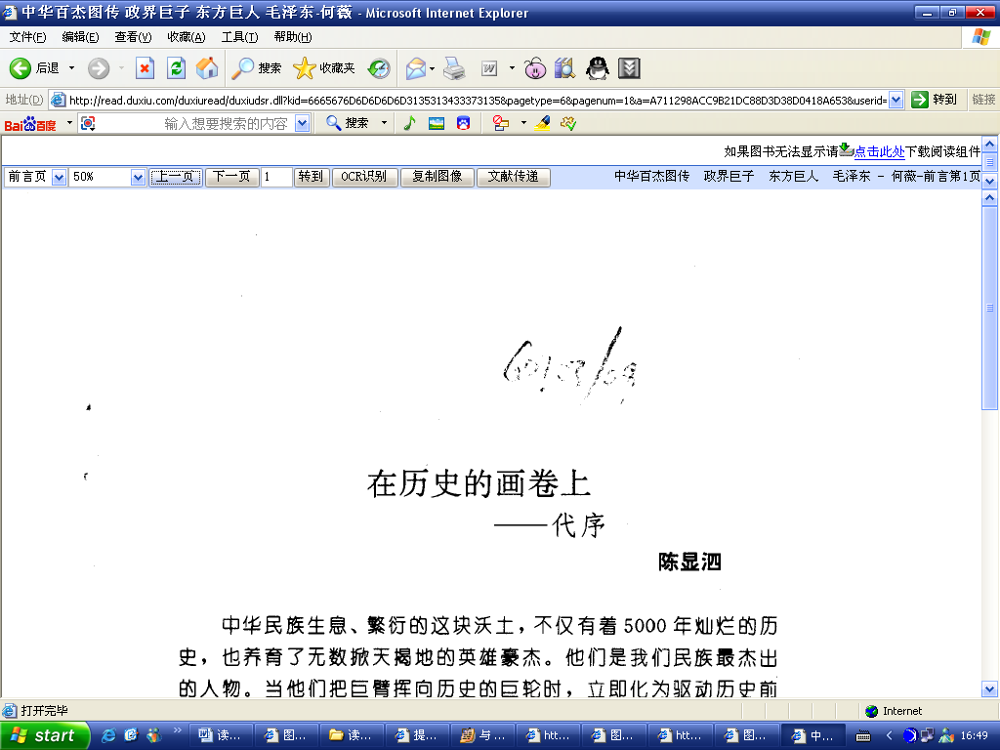 中华百杰图传 政界巨子 东方巨人 毛泽东-何薇 - Microsoft Internet Explorer
文件(F) 编辑(E) 查看(V) 收藏(A) 工具(T) 帮助(H)
后退 搜索 收藏夹
地址(D) http://read.duxiu.com/duxiuread/duxiudsr.dll?kid=6665676D6D6D6D6D3135313433373135&pagetype=6&pagenum=1&a=A711298ACC9B21DC88D3D38D0418A653&userid= 转到 链接
Bai百度 输入想要搜索的内容 搜索
如果图书无法显示请点击此处下载阅读组件
前言页 50% 上一页 下一页 1 转到 OCR识别 复制图像 文献传递 中华百杰图传 政界巨子 东方巨人 毛泽东 - 何薇-前言第1页
在历史的画卷上
——代序
陈显泗
中华民族生息、繁衍的这块沃土，不仅有着5000年灿烂的历
史，也养育了无数掀天揭地的英雄豪杰。他们是我们民族最杰出
的人物。当他们把巨臂挥向历史的巨轮时，立即化为驱动历史前
打开完毕 Internet
start 读... 图... 读... 提... 与... htt... 图... htt... 图... 中... 16:49